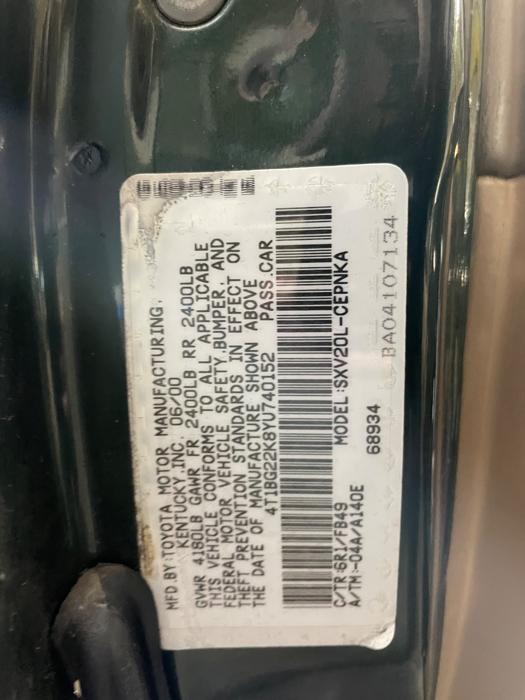 MFD.BY TOYOTA MOTOR MANUFACTURING.
KENTUCKY.INC. 06/00
GVWR 4180LB GAWR FR 2400LB RR 2400LB
THIS VEHICLE CONFORMS TO ALL APPLICABLE
FEDERAL MOTOR VEHICLE SAFETY.BUMPER, AND
THEFT PREVENTION STANDARDS IN EFFECT ON
THE DATE OF MANUFACTURE SHOWN ABOVE
4T1BG22K8YU740152 PASS.CAR
C/TR:6R1/FB49 MODEL:SXV20L-CEPNKA
A/TM:-04A/A140E
68934
BA04107134